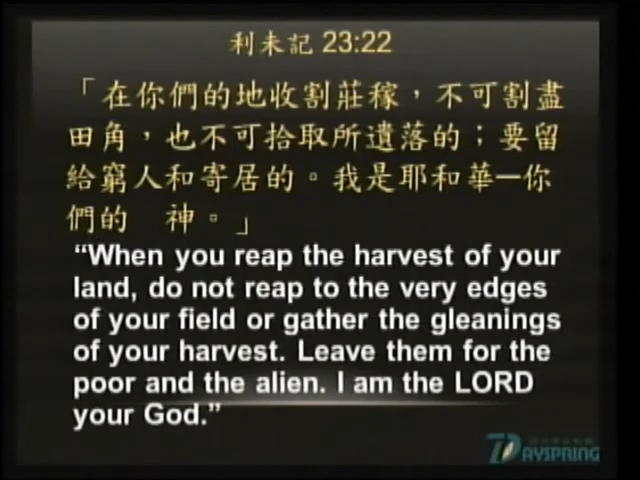 利未記 23:22
「在你們的地收割莊稼，不可割盡
田角，也不可拾取所遺落的；要留
給窮人和寄居的。我是耶和華─你
們的　神。」
“When you reap the harvest of your
land, do not reap to the very edges
of your field or gather the gleanings
of your harvest. Leave them for the
poor and the alien. I am the LORD
your God.”
DAYSPRING